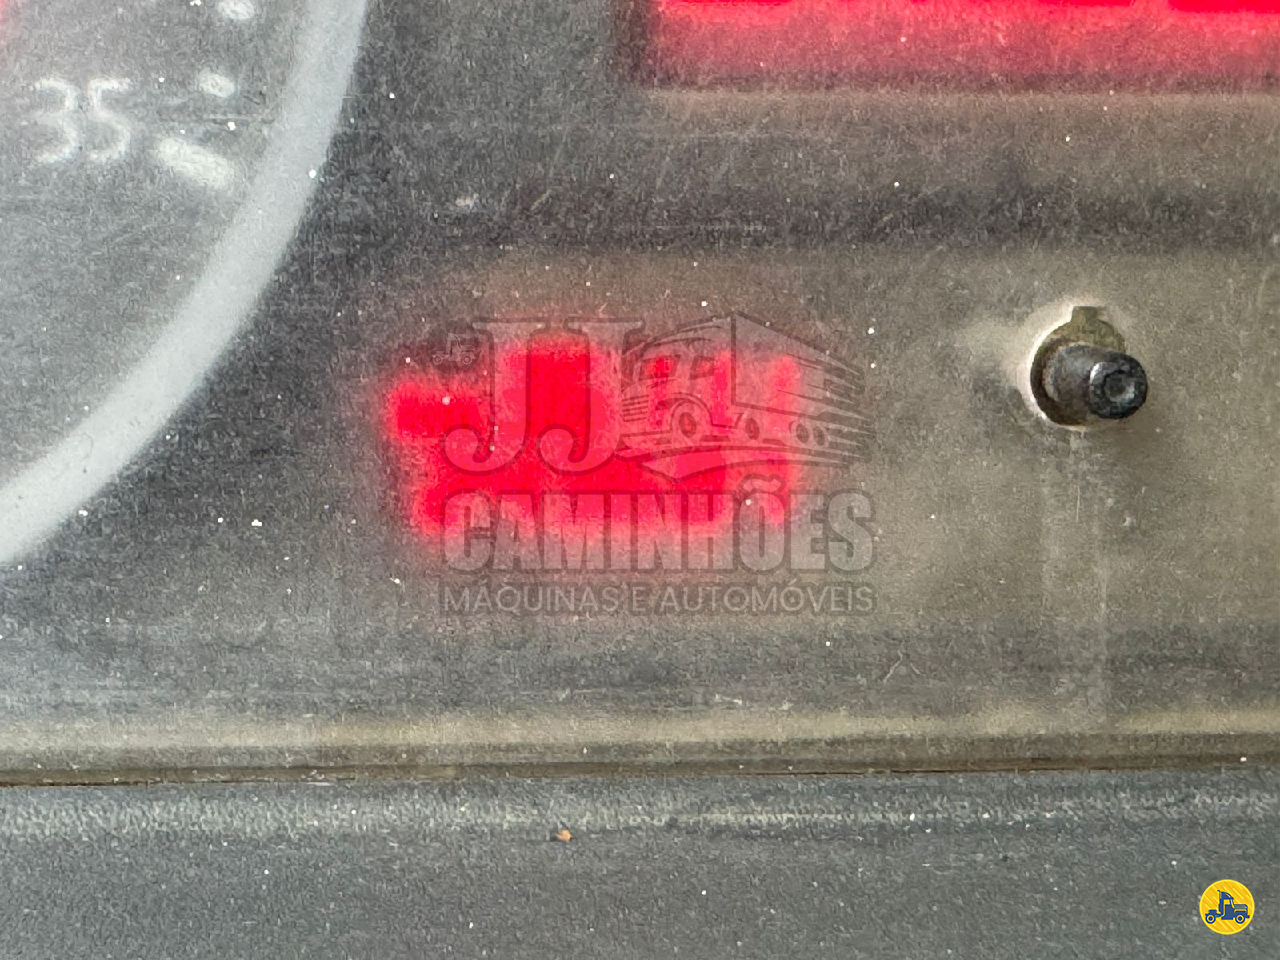 35
JJ
CAMINHÕES
MÁQUINAS E AUTOMÓVEIS